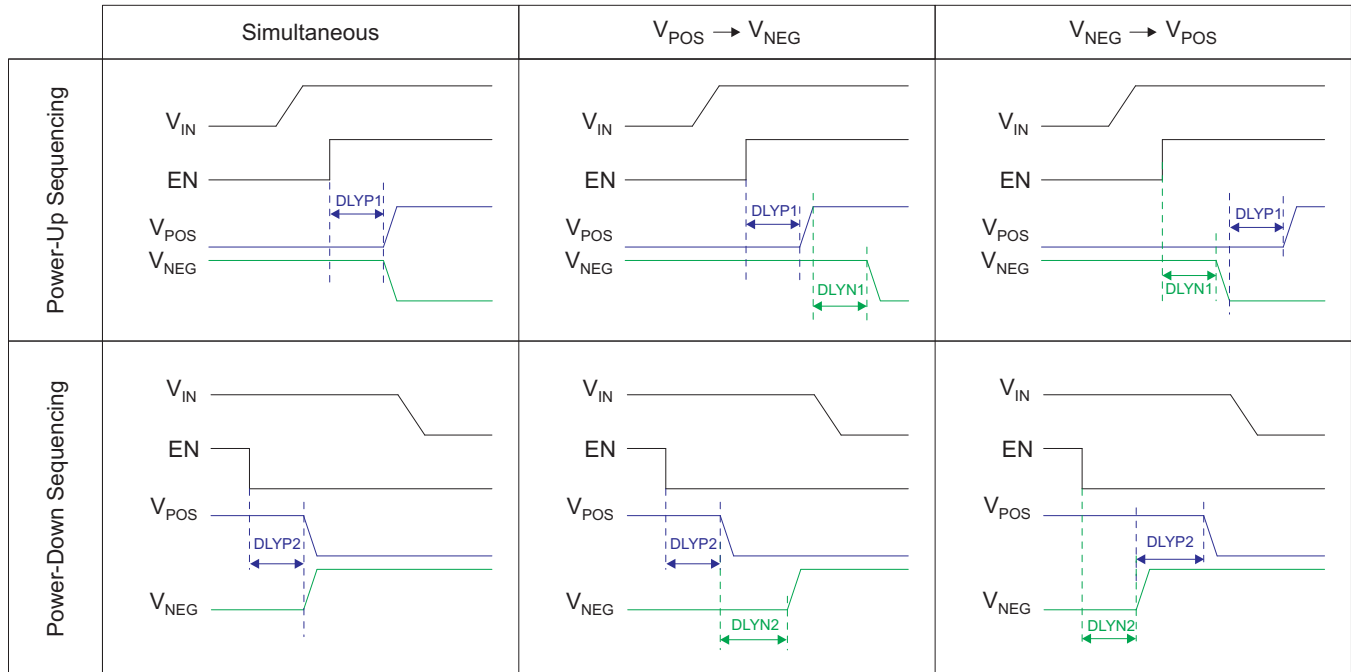 Simultaneous
VPOS → VNEG
VNEG → VPOS
Power-Up Sequencing
VIN
EN
DLYP1
VPOS
VNEG
VIN
EN
DLYP1
VPOS
VNEG
DLYN1
VIN
EN
DLYP1
VPOS
VNEG
DLYN1
Power-Down Sequencing
VIN
EN
VPOS
DLYP2
VNEG
VIN
EN
VPOS
DLYP2
VNEG
DLYN2
VIN
EN
VPOS
DLYP2
VNEG
DLYN2